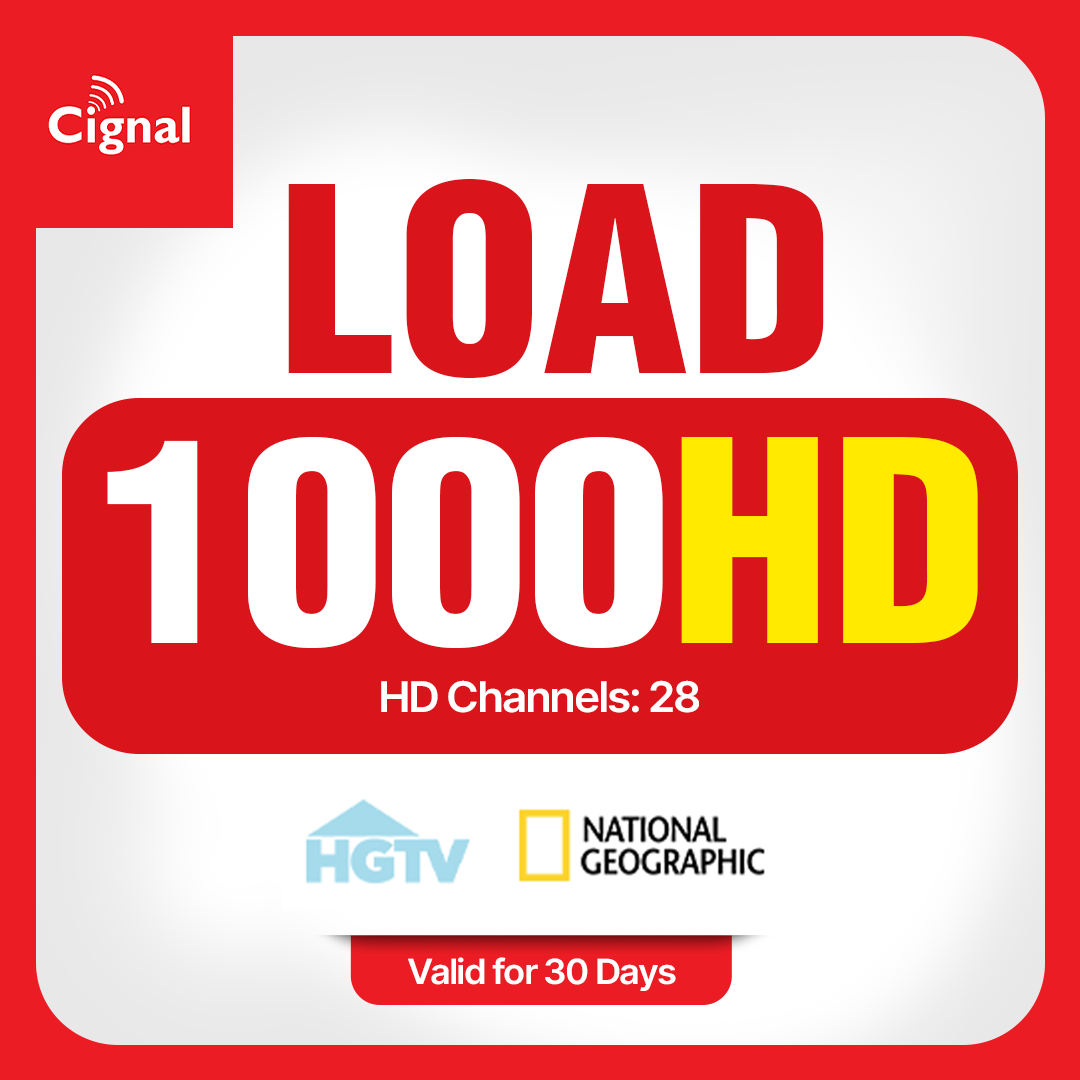 Cignal
LOAD
1000HD
HD Channels: 28
HGTV
NATIONAL
GEOGRAPHIC
Valid for 30 Days